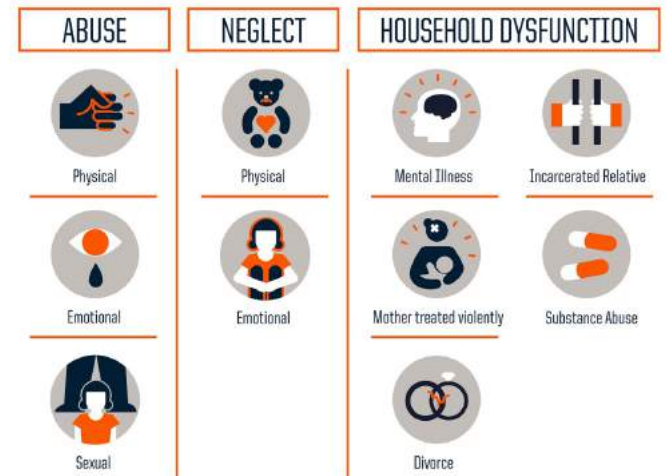 ABUSE
NEGLECT
HOUSEHOLD DYSFUNCTION
Physical
Physical
Mental Illness
Incarcerated Relative
Emotional
Emotional
Mother treated violently
Substance Abuse
Sexual
Divorce